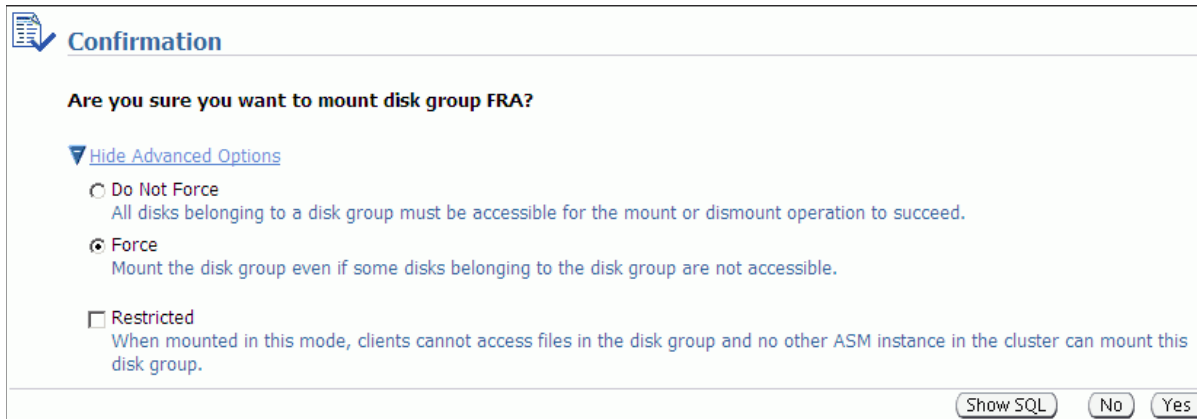 Confirmation
Are you sure you want to mount disk group FRA?
Hide Advanced Options
Do Not Force
All disks belonging to a disk group must be accessible for the mount or dismount operation to succeed.
Force
Mount the disk group even if some disks belonging to the disk group are not accessible.
Restricted
When mounted in this mode, clients cannot access files in the disk group and no other ASM instance in the cluster can mount this
disk group.
Show SQL No Yes